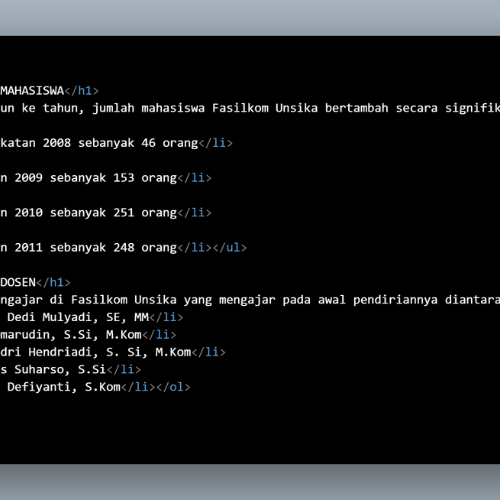 MAHASISWA</h1>
un ke tahun, jumlah mahasiswa Fasilkom Unsika bertambah secara signifik
katan 2008 sebanyak 46 orang</li>
n 2009 sebanyak 153 orang</li>
n 2010 sebanyak 251 orang</li>
n 2011 sebanyak 248 orang</li></ul>
DOSEN</h1>
ngajar di Fasilkom Unsika yang mengajar pada awal pendiriannya diantara
Dedi Mulyadi, SE, MM</li>
marudin, S.Si, M.Kom</li>
dri Hendriadi, S. Si, M.Kom</li>
s Suharso, S.Si</li>
Defiyanti, S.Kom</li></ol>